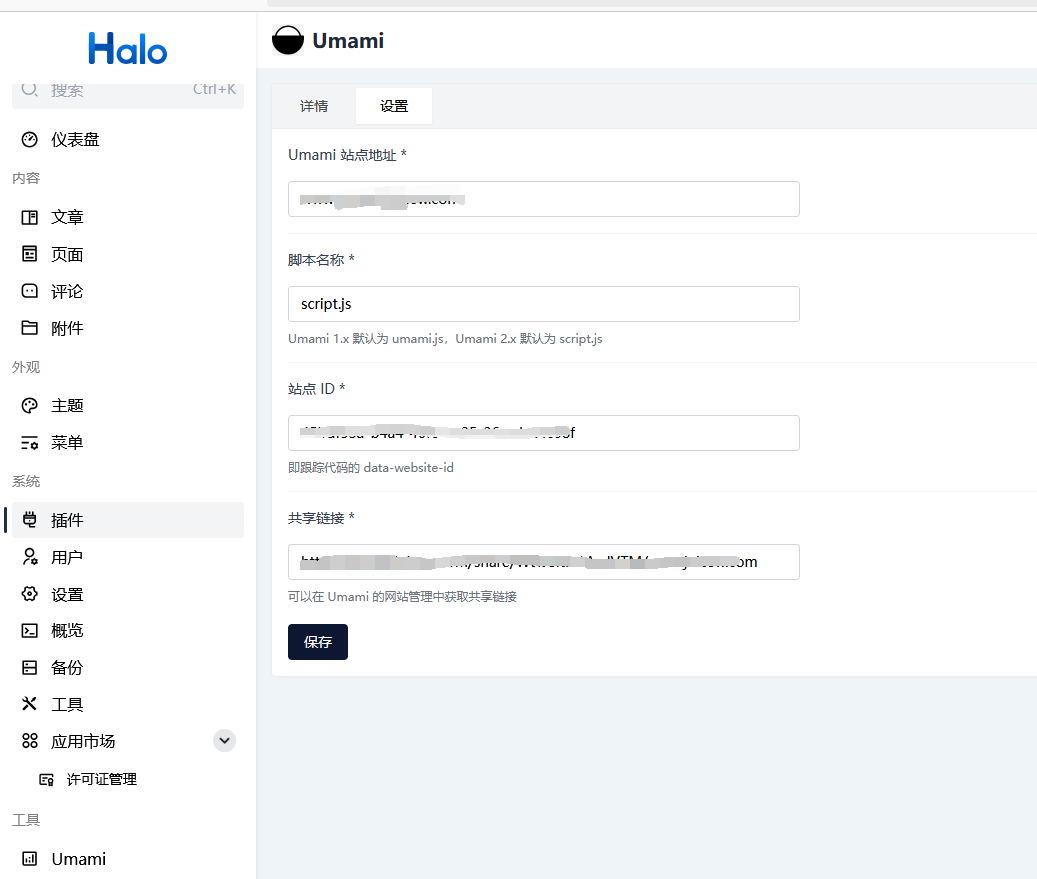 Halo
搜索 Ctrl+K
仪表盘
内容
文章
页面
评论
附件
外观
主题
菜单
系统
插件
用户
设置
概览
备份
工具
应用市场
许可证管理
工具
Umami
Umami
详情 设置
Umami 站点地址 *
脚本名称 *
script.js
Umami 1.x 默认为 umami.js，Umami 2.x 默认为 script.js
站点 ID *
即跟踪代码的 data-website-id
共享链接 *
可以在 Umami 的网站管理中获取共享链接
保存